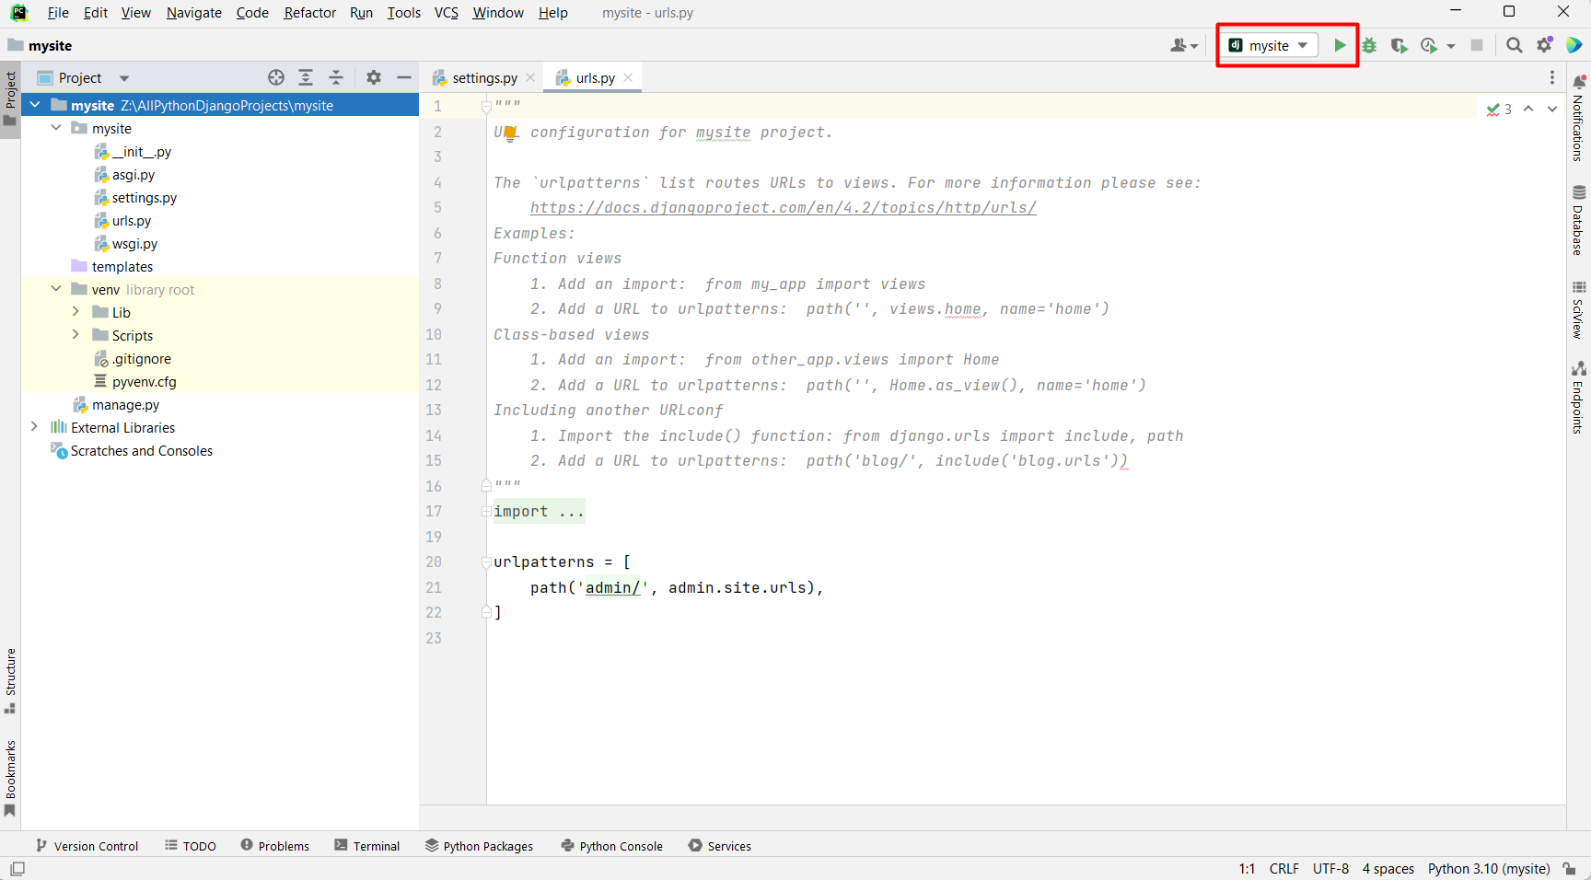 PC File Edit View Navigate Code Refactor Run Tools VCS Window Help mysite - urls.py
mysite dj mysite
Project Project settings.py urls.py
mysite Z:\AllPythonDjangoProjects\mysite
mysite
__init__.py
asgi.py
settings.py
urls.py
wsgi.py
templates
venv library root
Lib
Scripts
.gitignore
pyvenv.cfg
manage.py
External Libraries
Scratches and Consoles
Structure
Bookmarks
1 """
2 URL configuration for mysite project.
3
4 The `urlpatterns` list routes URLs to views. For more information please see:
5 https://docs.djangoproject.com/en/4.2/topics/http/urls/
6 Examples:
7 Function views
8 1. Add an import:  from my_app import views
9 2. Add a URL to urlpatterns:  path('', views.home, name='home')
10 Class-based views
11 1. Add an import:  from other_app.views import Home
12 2. Add a URL to urlpatterns:  path('', Home.as_view(), name='home')
13 Including another URLconf
14 1. Import the include() function: from django.urls import include, path
15 2. Add a URL to urlpatterns:  path('blog/', include('blog.urls'))
16 """
17 import ...
19
20 urlpatterns = [
21 path('admin/', admin.site.urls),
22 ]
23
3
Notifications
Database
SciView
Endpoints
Version Control TODO Problems Terminal Python Packages Python Console Services
1:1 CRLF UTF-8 4 spaces Python 3.10 (mysite)